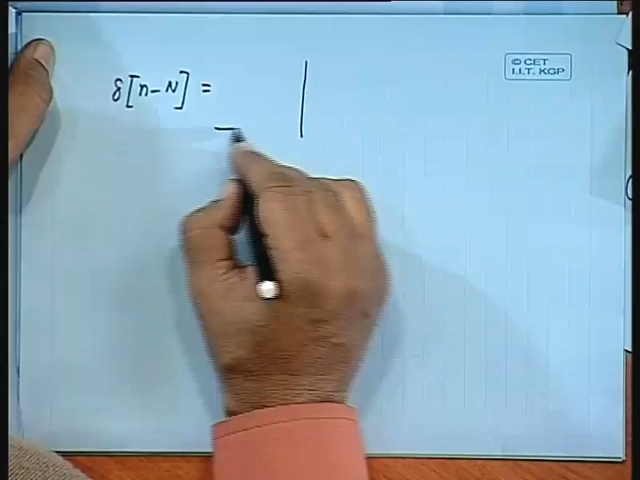 δ[n-N] =
© CET
I.I.T. KGP